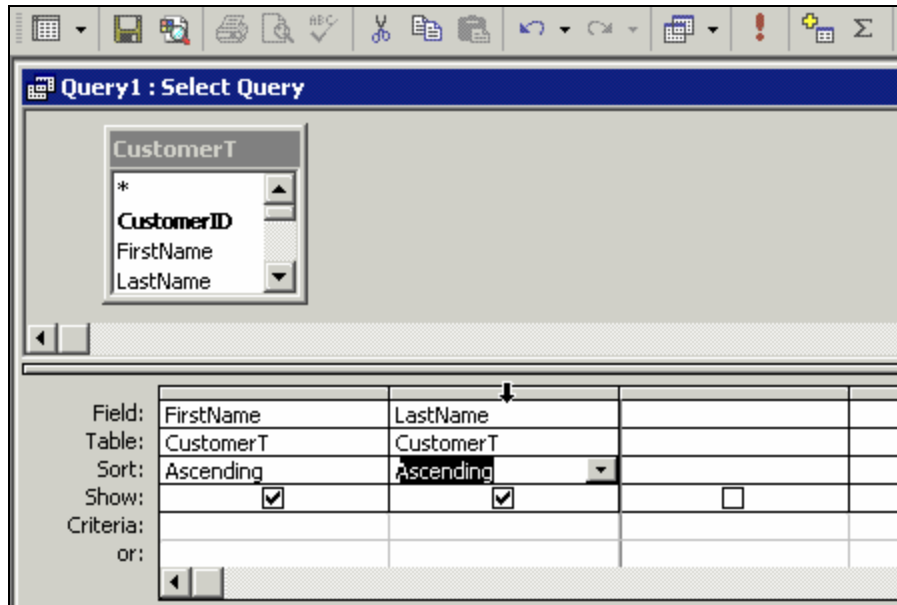 ABC
Σ
Query1 : Select Query
CustomerT
*
CustomerID
FirstName
LastName
Field: FirstName LastName
Table: CustomerT CustomerT
Sort: Ascending Ascending
Show:
Criteria:
or: